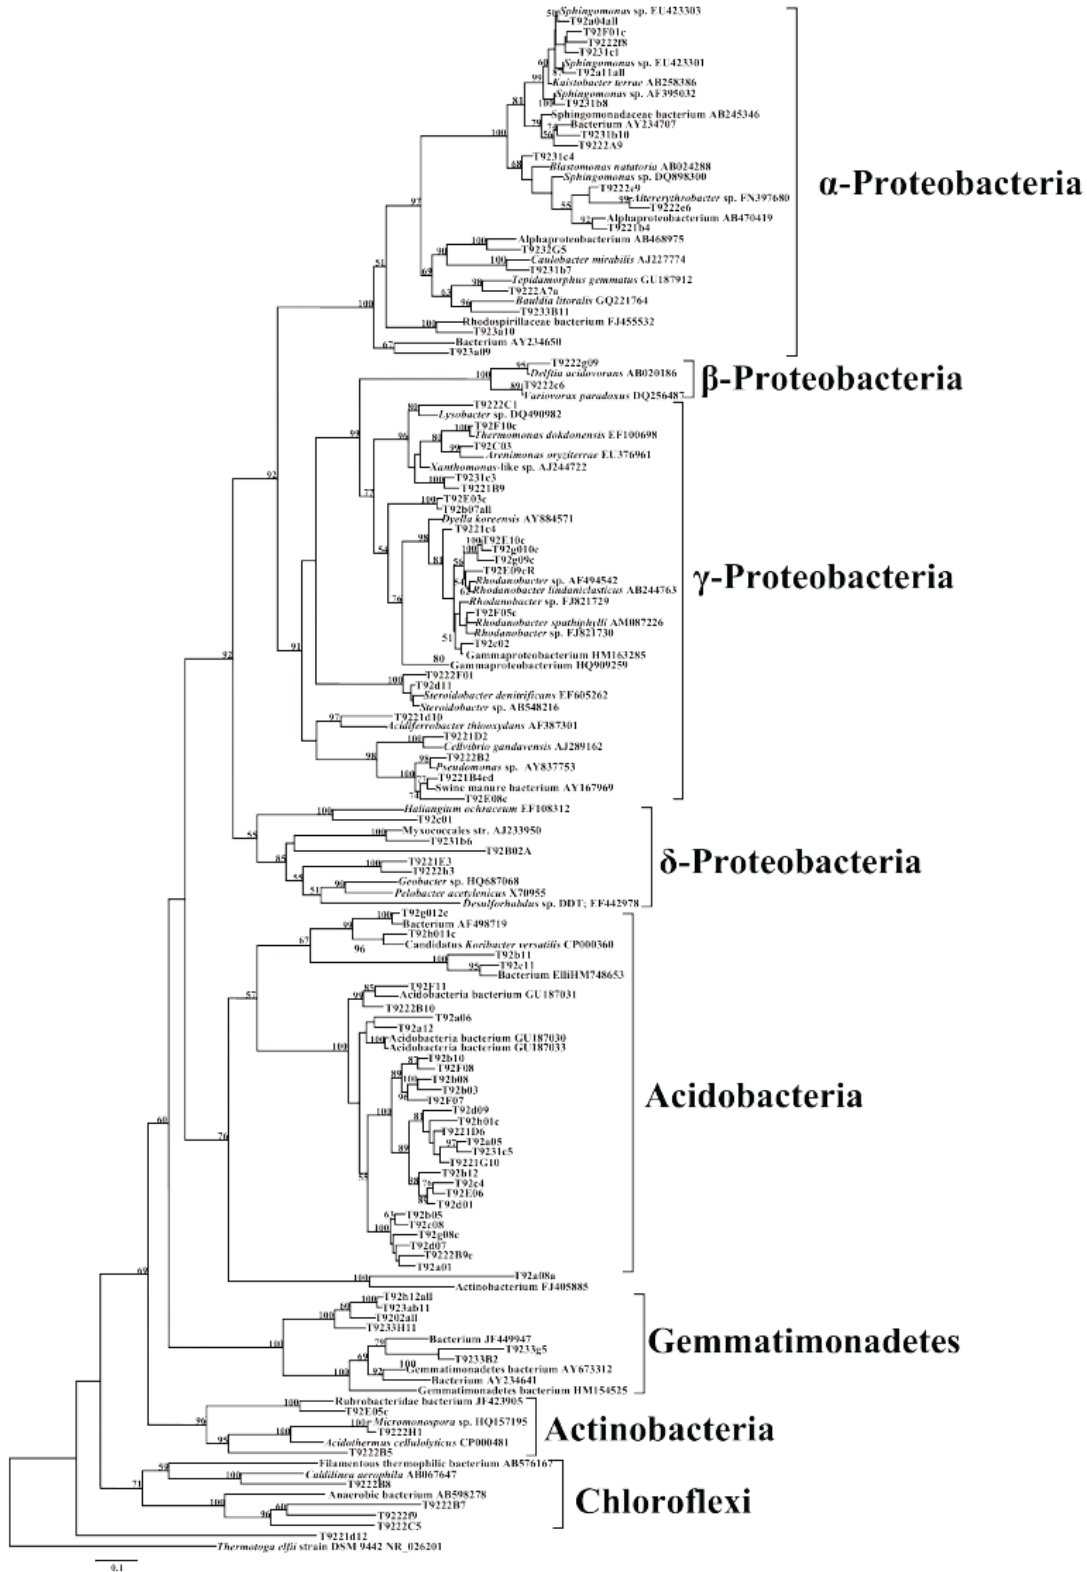 Sphingomonas sp. EU423303
T92a04all
T92F01c
T9222f8
T9231c1
Sphingomonas sp. EU423301
T92a11all
Kaistobacter terrae AB258386
Sphingomonas sp. AF395032
T9231b8
Sphingomonadaceae bacterium AB245346
Bacterium AY234707
T9231b10
T9222A9
T9231c4
Blastomonas natatoria AB024288
Sphingomonas sp. DQ898300
T9222c9
Altererythrobacter sp. FN397680
T9222e6
Alphaproteobacterium AB470419
T9221b4
α-Proteobacteria
Alphaproteobacterium AB468975
T9232G5
Caulobacter mirabilis AJ227774
T9231b7
Tepidamorphus gemmatus GU187912
T9222A7a
Bauldia litoralis GQ221764
T9233B11
Rhodospirillaceae bacterium FJ455532
T923a10
Bacterium AY234650
T923a09
T9222g09
Delftia acidovorans AB020186
T9222c6
Variovorax paradoxus DQ256487
β-Proteobacteria
T9222C1
Lysobacter sp. DQ490982
T92F10c
Thermomonas dokdonensis EF100698
T92C03
Arenimonas oryziterrae EU376961
Xanthomonas-like sp. AJ244722
T9231c3
T9221B9
T92E03c
T92b07all
Dyella koreensis AY884571
T9221c4
T92E10c
T92g010c
T92g09c
T92E09cR
Rhodanobacter sp. AF494542
Rhodanobacter lindaniclasticus AB244763
Rhodanobacter sp. FJ821729
T92F05c
Rhodanobacter spathiphylli AM087226
Rhodanobacter sp. FJ821730
T92c02
Gammaproteobacterium HM163285
Gammaproteobacterium HQ909259
γ-Proteobacteria
T9222F01
T92d11
Steroidobacter denitrificans EF605262
Steroidobacter sp. AB548216
T9221d10
Acidiferrobacter thiooxydans AF387301
T9221D2
Cellvibrio gandavensis AJ289162
T9222B2
Pseudomonas sp. AY837753
T9221B4cd
Swine manure bacterium AY167969
T92E08c
Haliangium ochraceum EF108312
T92c01
Myxococcales str. AJ233950
T9231b6
T92B02A
T9221E3
T9222h3
Geobacter sp. HQ687068
Pelobacter acetylenicus X70955
Desulforhabdus sp. DDT; EF442978
δ-Proteobacteria
T92g012c
Bacterium AF498719
T92h011c
Candidatus Koribacter versatilis CP000360
T92b11
T92c11
Bacterium ElliHM748653
T92F11
Acidobacteria bacterium GU187031
T9222B10
T92a06
T92a12
Acidobacteria bacterium GU187030
Acidobacteria bacterium GU187033
T92b10
T92F08
T92h08
T92b03
T92F07
T92d09
T92h01c
T9221D6
T92a05
T9231c5
T9221G10
T92b12
T92c4
T92E06
T92d01
T92b05
T92c08
T92g08c
T92d07
T9222B9c
T92a01
Acidobacteria
T92a08a
Actinobacterium FJ405885
T92h12all
T923ab11
T9202all
T9233H11
Bacterium JF449947
T9233g5
T9233B2
Gemmatimonadetes bacterium AY673312
Bacterium AY234641
Gemmatimonadetes bacterium HM154525
Gemmatimonadetes
Rubrobacteridae bacterium JF423905
T92E05c
Micromonospora sp. HQ157195
T9222H1
Acidothermus cellulolyticus CP000481
T9222B5
Actinobacteria
Filamentous thermophilic bacterium AB576167
Caldilinea aerophila AB067647
T9222B8
Anaerobic bacterium AB598278
T9222B7
T9222f9
T9222C5
Chloroflexi
T9221d12
Thermotoga elfii strain DSM 9442 NR_026201
0.1